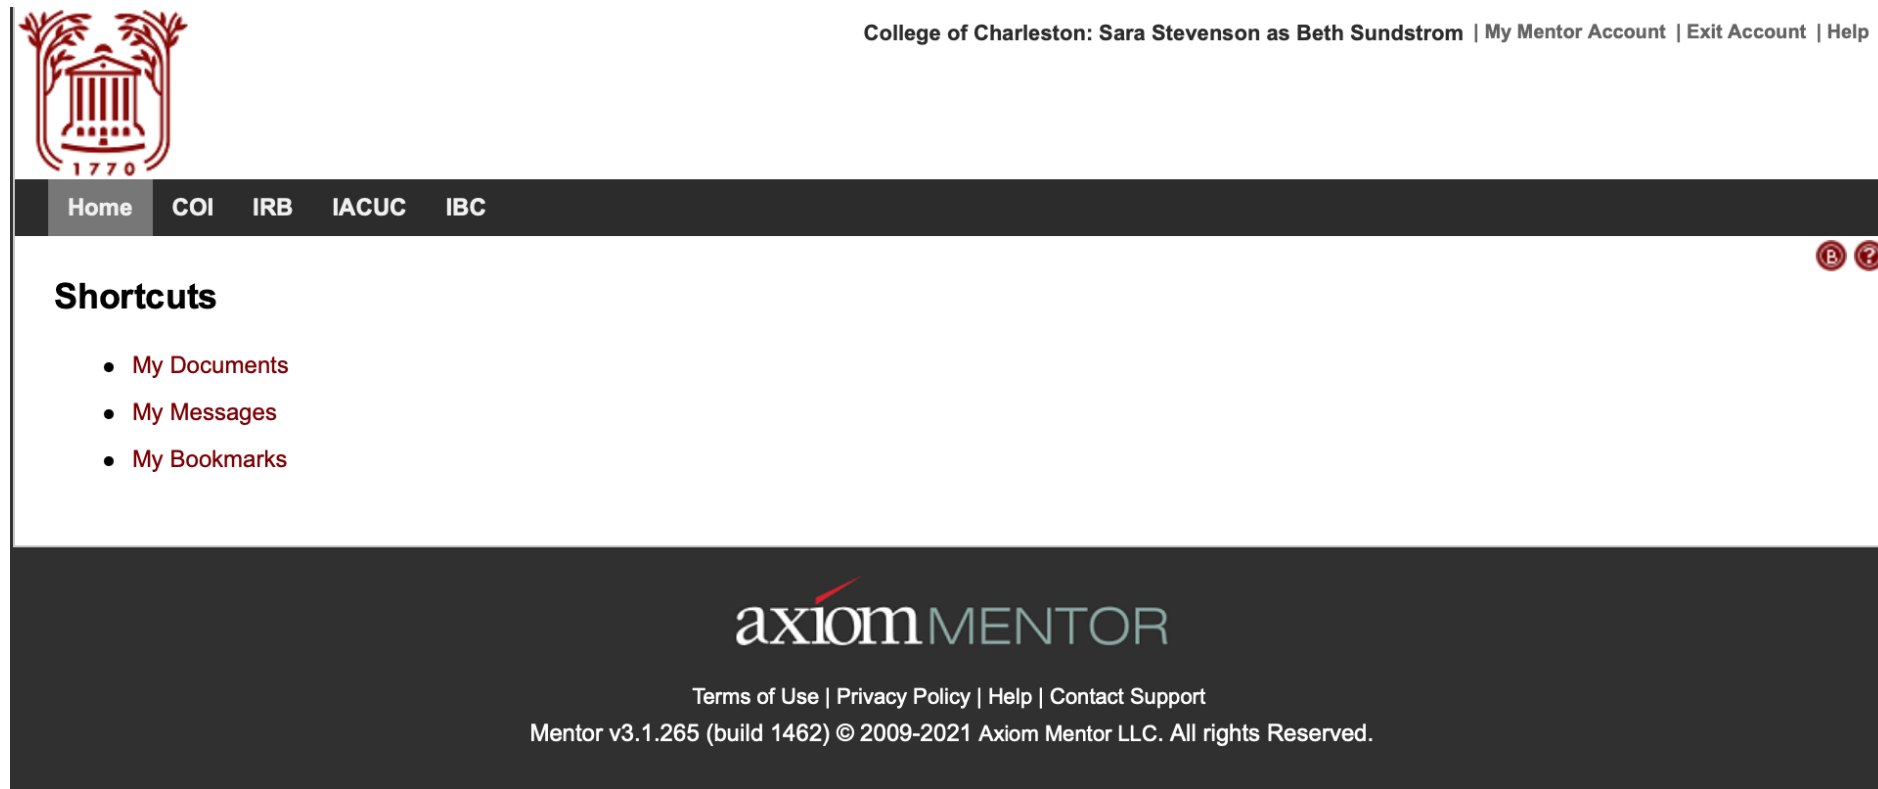 College of Charleston: Sara Stevenson as Beth Sundstrom | My Mentor Account | Exit Account | Help
1770
Home COI IRB IACUC IBC
B ?
Shortcuts
• My Documents
• My Messages
• My Bookmarks
axiom MENTOR
Terms of Use | Privacy Policy | Help | Contact Support
Mentor v3.1.265 (build 1462) © 2009-2021 Axiom Mentor LLC. All rights Reserved.